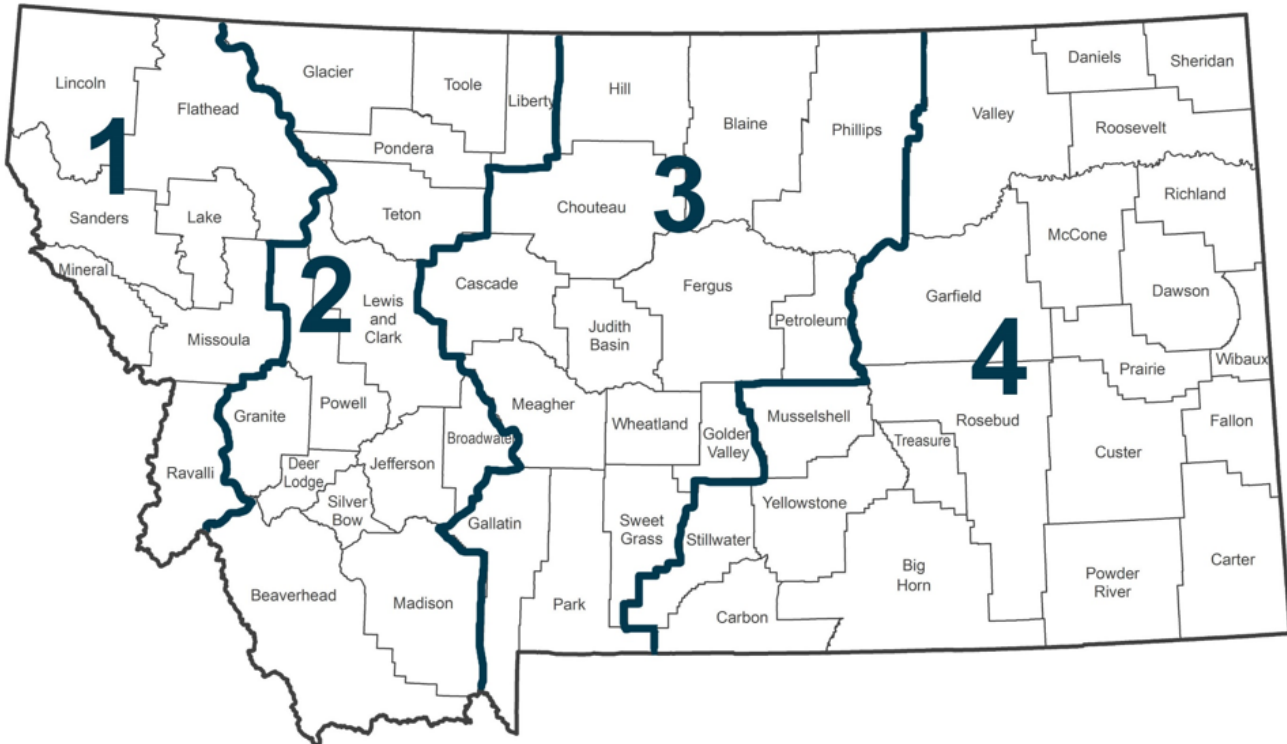 Lincoln
Flathead
Glacier
Toole
Liberty
Hill
Blaine
Phillips
Valley
Daniels
Sheridan
Roosevelt
Pondera
1
Sanders
Lake
Teton
Chouteau
3
Richland
McCone
Mineral
Missoula
2
Lewis
and
Clark
Cascade
Judith
Basin
Fergus
Petroleum
Garfield
4
Dawson
Prairie
Wibaux
Granite
Powell
Broadwater
Meagher
Wheatland
Golden
Valley
Musselshell
Treasure
Rosebud
Custer
Fallon
Ravalli
Deer
Lodge
Jefferson
Silver
Bow
Gallatin
Sweet
Grass
Stillwater
Yellowstone
Beaverhead
Madison
Park
Carbon
Big
Horn
Powder
River
Carter